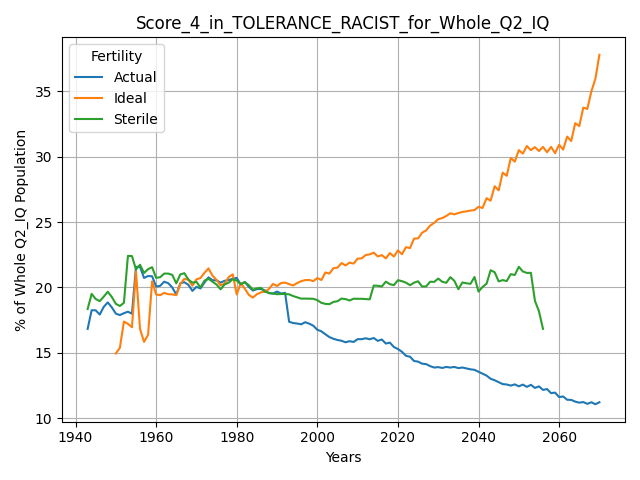 Score_4_in_TOLERANCE_RACIST_for_Whole_Q2_IQ
Fertility
Actual
Ideal
Sterile
% of Whole Q2_IQ Population
35
30
25
20
15
10
1940
1960
1980
2000
2020
2040
2060
Years